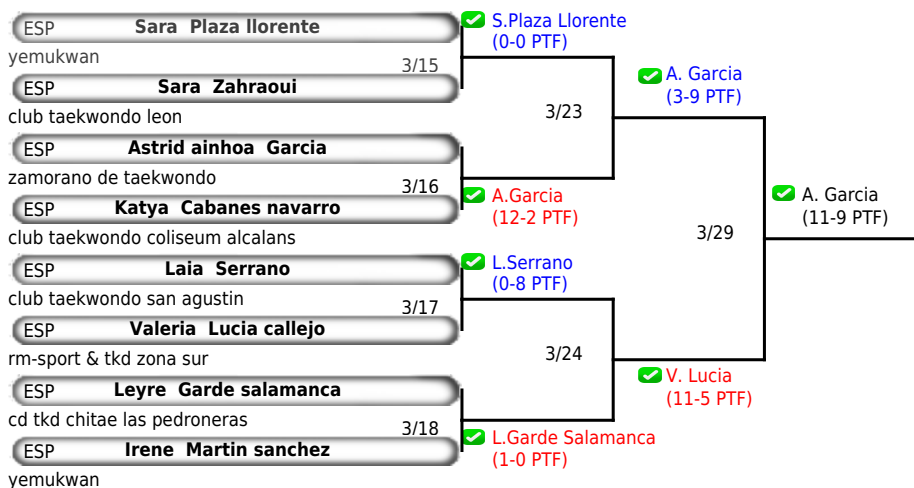 ESP Sara Plaza llorente
yemukwan
3/15
ESP Sara Zahraoui
club taekwondo leon
ESP Astrid ainhoa Garcia
zamorano de taekwondo
3/16
ESP Katya Cabanes navarro
club taekwondo coliseum alcalans
ESP Laia Serrano
club taekwondo san agustin
3/17
ESP Valeria Lucia callejo
rm-sport & tkd zona sur
ESP Leyre Garde salamanca
cd tkd chitae las pedroneras
3/18
ESP Irene Martin sanchez
yemukwan
S.Plaza Llorente
(0-0 PTF)
3/23
A.Garcia
(12-2 PTF)
L.Serrano
(0-8 PTF)
3/24
L.Garde Salamanca
(1-0 PTF)
A. Garcia
(3-9 PTF)
3/29
V. Lucia
(11-5 PTF)
A. Garcia
(11-9 PTF)